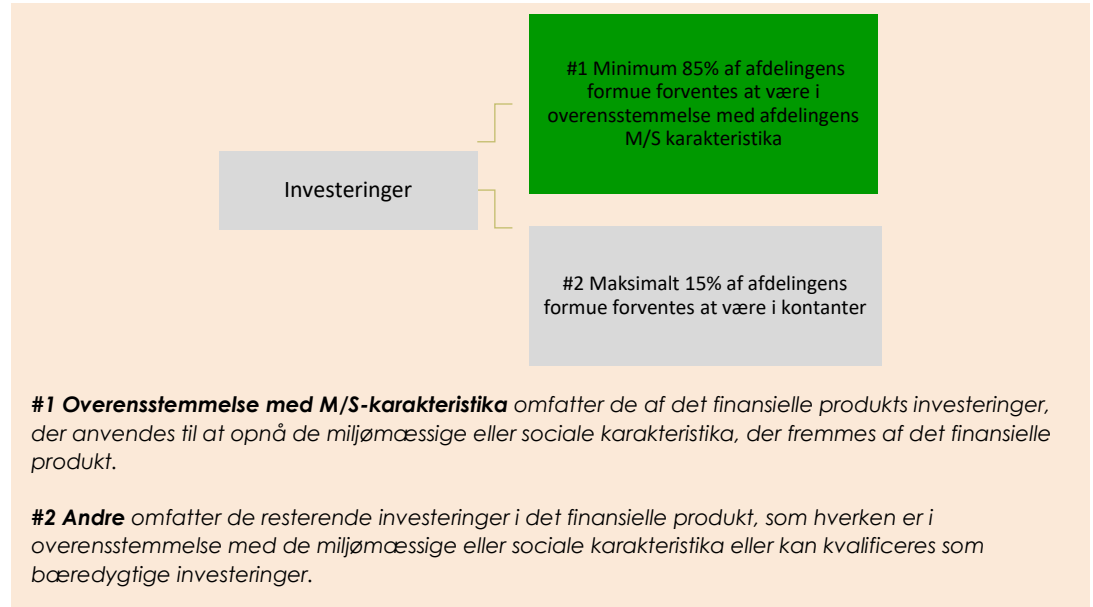 #1 Minimum 85% af afdelingens
formue forventes at være i
overensstemmelse med afdelingens
M/S karakteristika
Investeringer
#2 Maksimalt 15% af afdelingens
formue forventes at være i kontanter
#1 Overensstemmelse med M/S-karakteristika omfatter de af det finansielle produkts investeringer,
der anvendes til at opnå de miljømæssige eller sociale karakteristika, der fremmes af det finansielle
produkt.
#2 Andre omfatter de resterende investeringer i det finansielle produkt, som hverken er i
overensstemmelse med de miljømæssige eller sociale karakteristika eller kan kvalificeres som
bæredygtige investeringer.